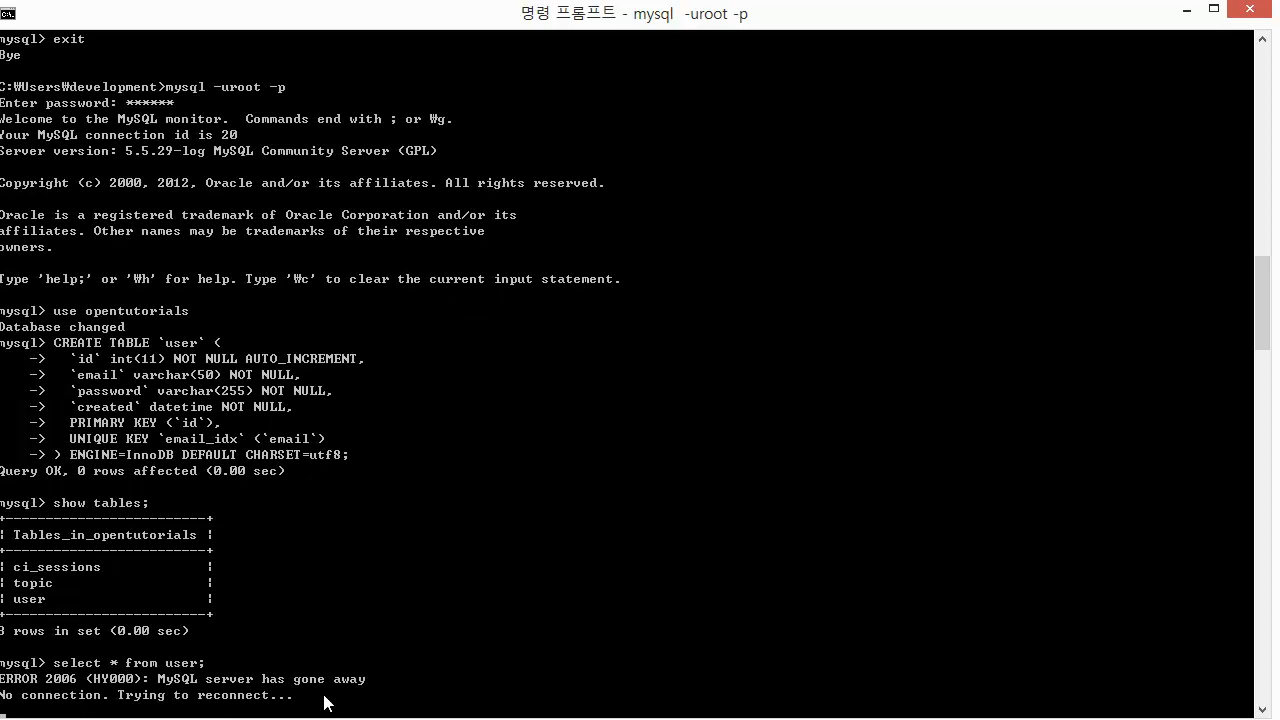 명령 프롬프트 - mysql  -uroot -p
mysql> exit
Bye
C:₩Users₩development>mysql -uroot -p
Enter password: ******
Welcome to the MySQL monitor.  Commands end with ; or ₩g.
Your MySQL connection id is 20
Server version: 5.5.29-log MySQL Community Server (GPL)
Copyright (c) 2000, 2012, Oracle and/or its affiliates. All rights reserved.
Oracle is a registered trademark of Oracle Corporation and/or its
affiliates. Other names may be trademarks of their respective
owners.
Type 'help;' or '₩h' for help. Type '₩c' to clear the current input statement.
mysql> use opentutorials
Database changed
mysql> CREATE TABLE `user` (
    ->   `id` int(11) NOT NULL AUTO_INCREMENT,
    ->   `email` varchar(50) NOT NULL,
    ->   `password` varchar(255) NOT NULL,
    ->   `created` datetime NOT NULL,
    ->   PRIMARY KEY (`id`),
    ->   UNIQUE KEY `email_idx` (`email`)
    -> ) ENGINE=InnoDB DEFAULT CHARSET=utf8;
Query OK, 0 rows affected (0.00 sec)
mysql> show tables;
+-------------------------+
| Tables_in_opentutorials |
+-------------------------+
| ci_sessions             |
| topic                   |
| user                    |
+-------------------------+
3 rows in set (0.00 sec)
mysql> select * from user;
ERROR 2006 (HY000): MySQL server has gone away
No connection. Trying to reconnect...